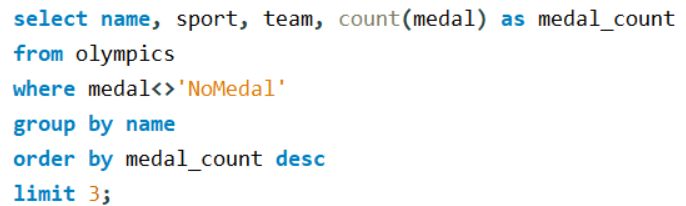 select name, sport, team, count(medal) as medal_count
from olympics
where medal<>'NoMedal'
group by name
order by medal_count desc
limit 3;